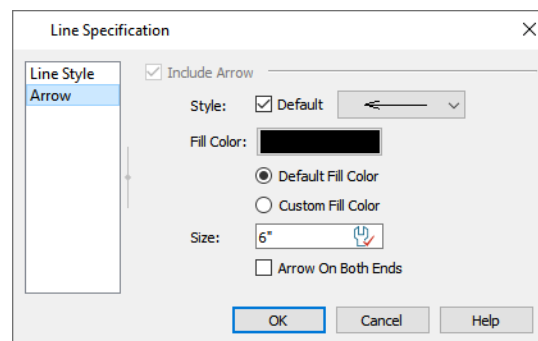 Line Specification
Line Style
Arrow
Include Arrow
Style:
Default
Fill Color:
Default Fill Color
Custom Fill Color
Size:
6"
Arrow On Both Ends
OK
Cancel
Help